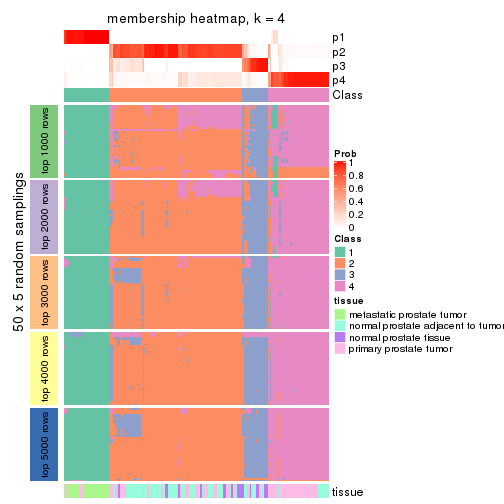 membership heatmap, k = 4
p1
p2
p3
p4
Class
50 x 5 random samplings
top 1000 rows
top 2000 rows
top 3000 rows
top 4000 rows
top 5000 rows
Prob
1
0.8
0.6
0.4
0.2
0
Class
1
2
3
4
tissue
metastatic prostate tumor
normal prostate adjacent to tumor
normal prostate tissue
primary prostate tumor
tissue